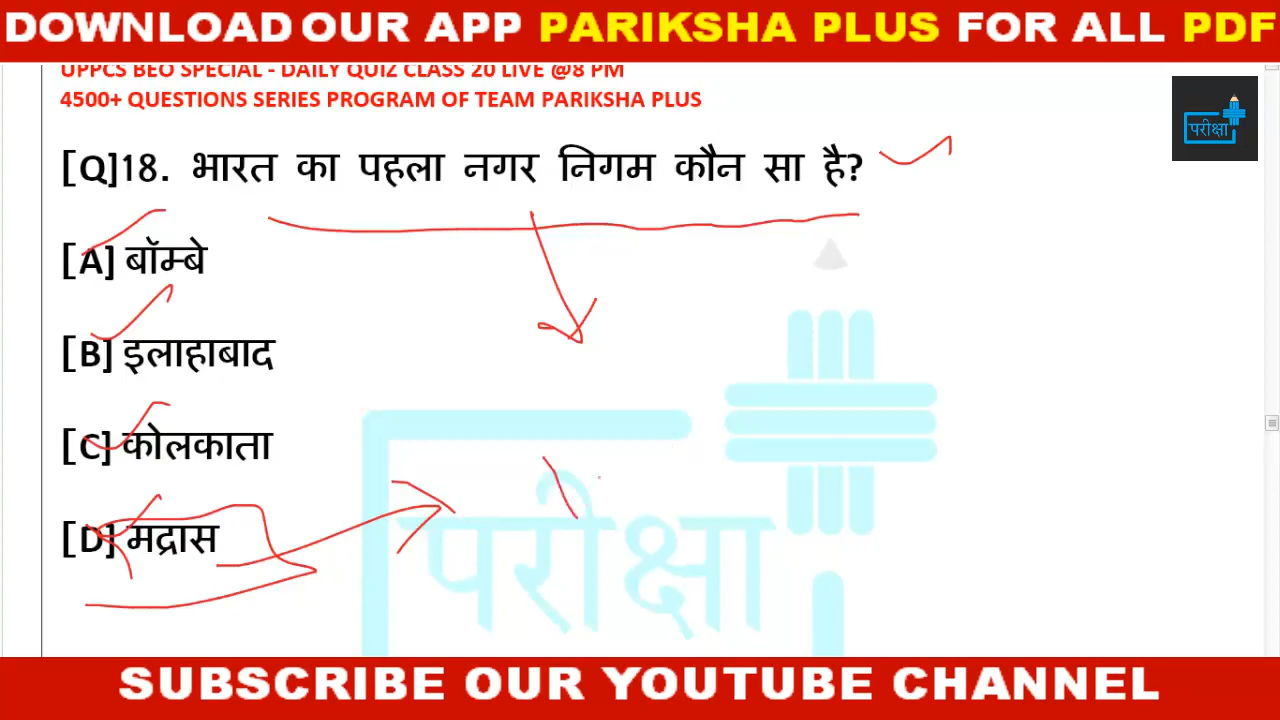 DOWNLOAD OUR APP PARIKSHA PLUS FOR ALL PDF
UPPCS BEO SPECIAL - DAILY QUIZ CLASS 20 LIVE @8 PM
4500+ QUESTIONS SERIES PROGRAM OF TEAM PARIKSHA PLUS
परीक्षा
[Q]18. भारत का पहला नगर निगम कौन सा है?
[A] बॉम्बे
[B] इलाहाबाद
[C] कोलकाता
[D] मद्रास
परीक्षा
SUBSCRIBE OUR YOUTUBE CHANNEL